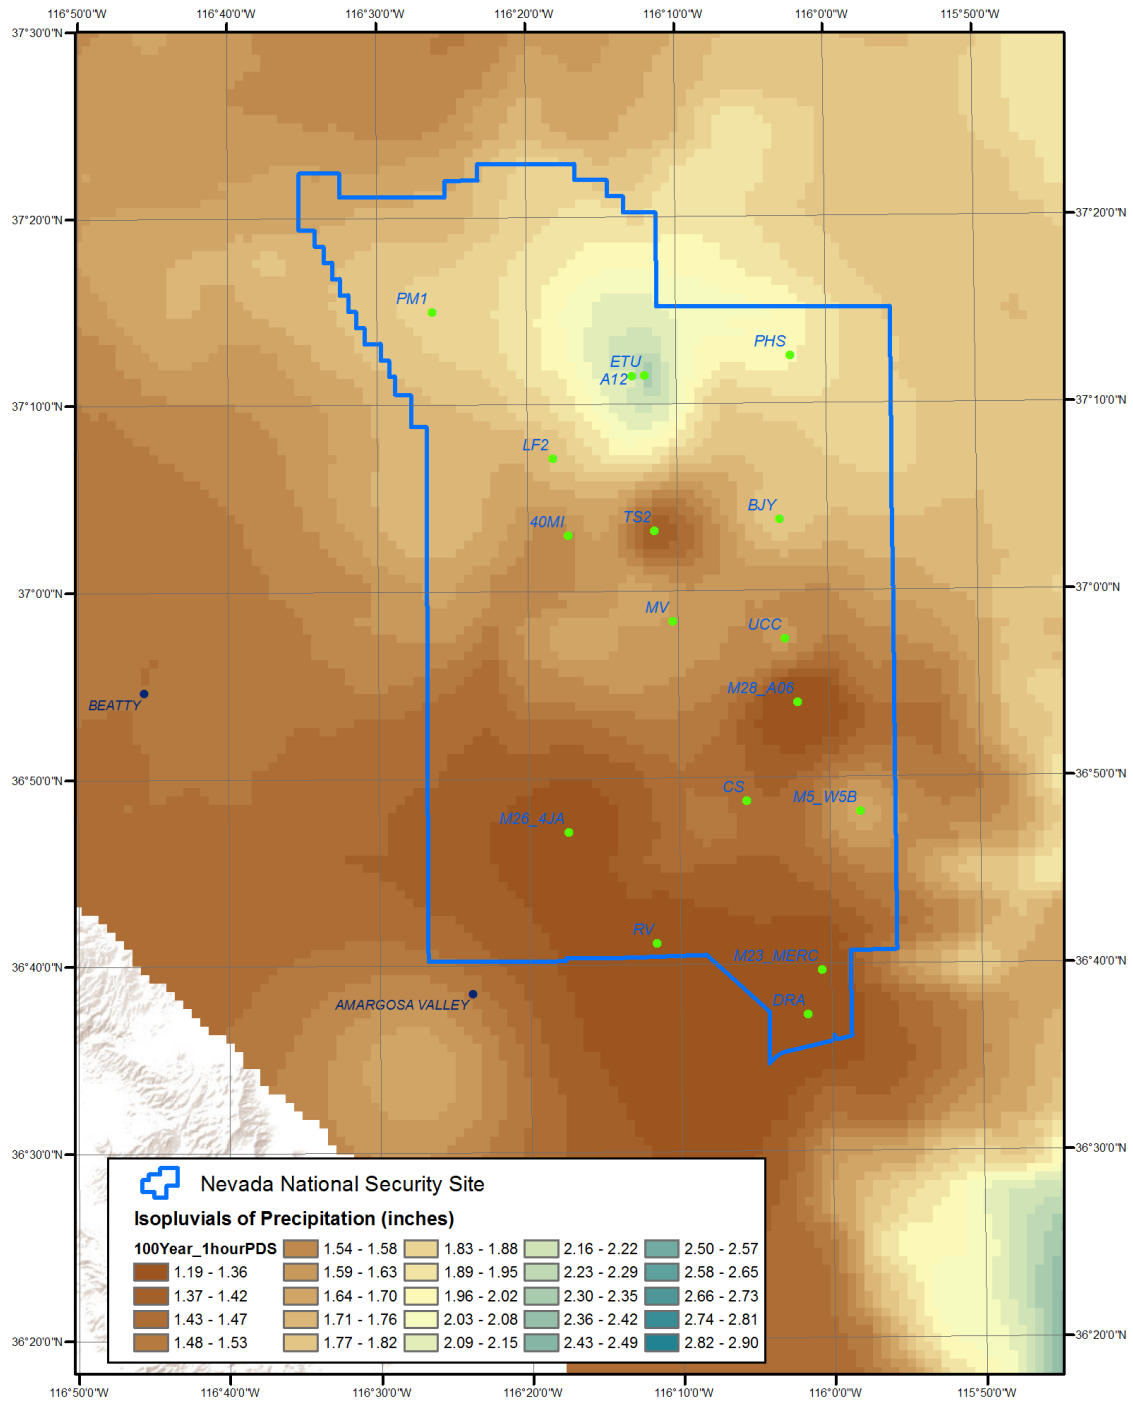 116°50'0"W 116°40'0"W 116°30'0"W 116°20'0"W 116°10'0"W 116°0'0"W 115°50'0"W
37°30'0"N
37°20'0"N 37°20'0"N
PM1
PHS
ETU
A12
37°10'0"N 37°10'0"N
LF2
BJY
TS2
40MI
37°0'0"N 37°0'0"N
MV
UCC
M28_A06
BEATTY
36°50'0"N 36°50'0"N
CS
M5_W5B
M26_4JA
RV
M23_MERC
36°40'0"N 36°40'0"N
DRA
AMARGOSA VALLEY
36°30'0"N 36°30'0"N
Nevada National Security Site
Isopluvials of Precipitation (inches)
100Year_1hourPDS 1.54 - 1.58 1.83 - 1.88 2.16 - 2.22 2.50 - 2.57
1.19 - 1.36 1.59 - 1.63 1.89 - 1.95 2.23 - 2.29 2.58 - 2.65
1.37 - 1.42 1.64 - 1.70 1.96 - 2.02 2.30 - 2.35 2.66 - 2.73
1.43 - 1.47 1.71 - 1.76 2.03 - 2.08 2.36 - 2.42 2.74 - 2.81
1.48 - 1.53 1.77 - 1.82 2.09 - 2.15 2.43 - 2.49 2.82 - 2.90
36°20'0"N 36°20'0"N
116°50'0"W 116°40'0"W 116°30'0"W 116°20'0"W 116°10'0"W 116°0'0"W 115°50'0"W